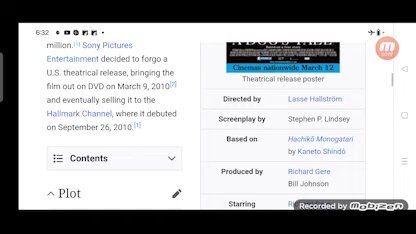 6:32
million.[1] Sony Pictures
Entertainment decided to forgo a
U.S. theatrical release, bringing the
film out on DVD on March 9, 2010[2]
and eventually selling it to the
Hallmark Channel, where it debuted
on September 26, 2010.[1]
Contents
Plot
Cinemas nationwide March 12
Theatrical release poster
Directed by Lasse Hallström
Screenplay by Stephen P. Lindsey
Based on Hachikō Monogatari
by Kaneto Shindō
Produced by Richard Gere
Bill Johnson
Starring
Recorded by Mobizen